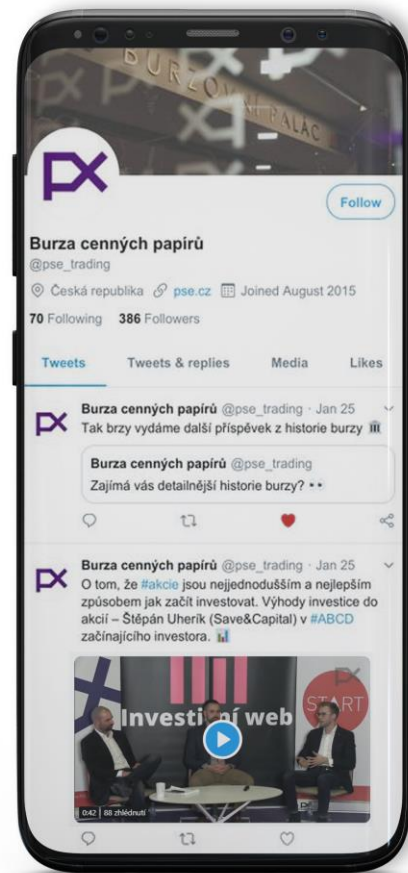 BURZOVNÍ PALÁC
PX
Follow
Burza cenných papírů
@pse_trading
Česká republika pse.cz Joined August 2015
70 Following 386 Followers
Tweets Tweets & replies Media Likes
Burza cenných papírů @pse_trading · Jan 25
Tak brzy vydáme další příspěvek z historie burzy
Burza cenných papírů @pse_trading
Zajímá vás detailnější historie burzy?
Burza cenných papírů @pse_trading · Jan 25
O tom, že #akcie jsou nejjednodušším a nejlepším
způsobem jak začít investovat. Výhody investice do
akcií – Štěpán Uherík (Save&Capital) v #ABCD
začínajícího investora.
START
Investiční web
0:42 88 zhlédnutí